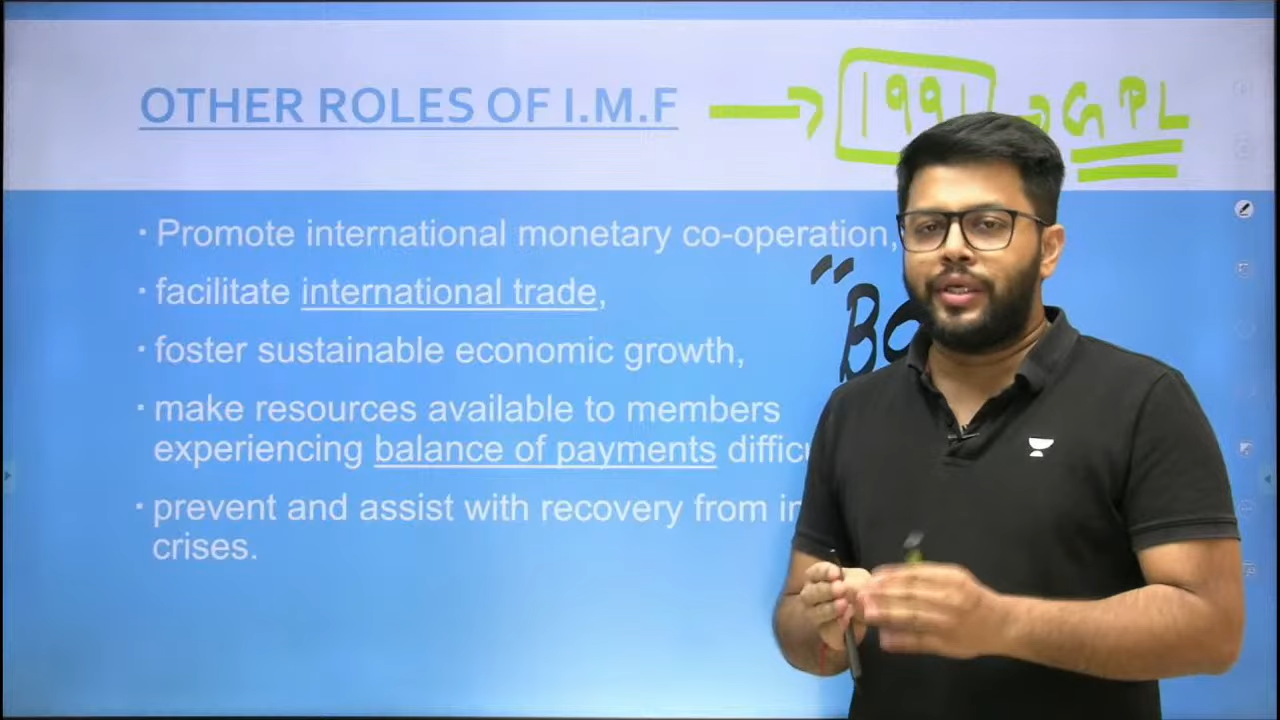 OTHER ROLES OF I.M.F → 1991 → GPL
· Promote international monetary co-operation,
· facilitate international trade,
· foster sustainable economic growth,
· make resources available to members
experiencing balance of payments
· prevent and assist with recovery from
crises.